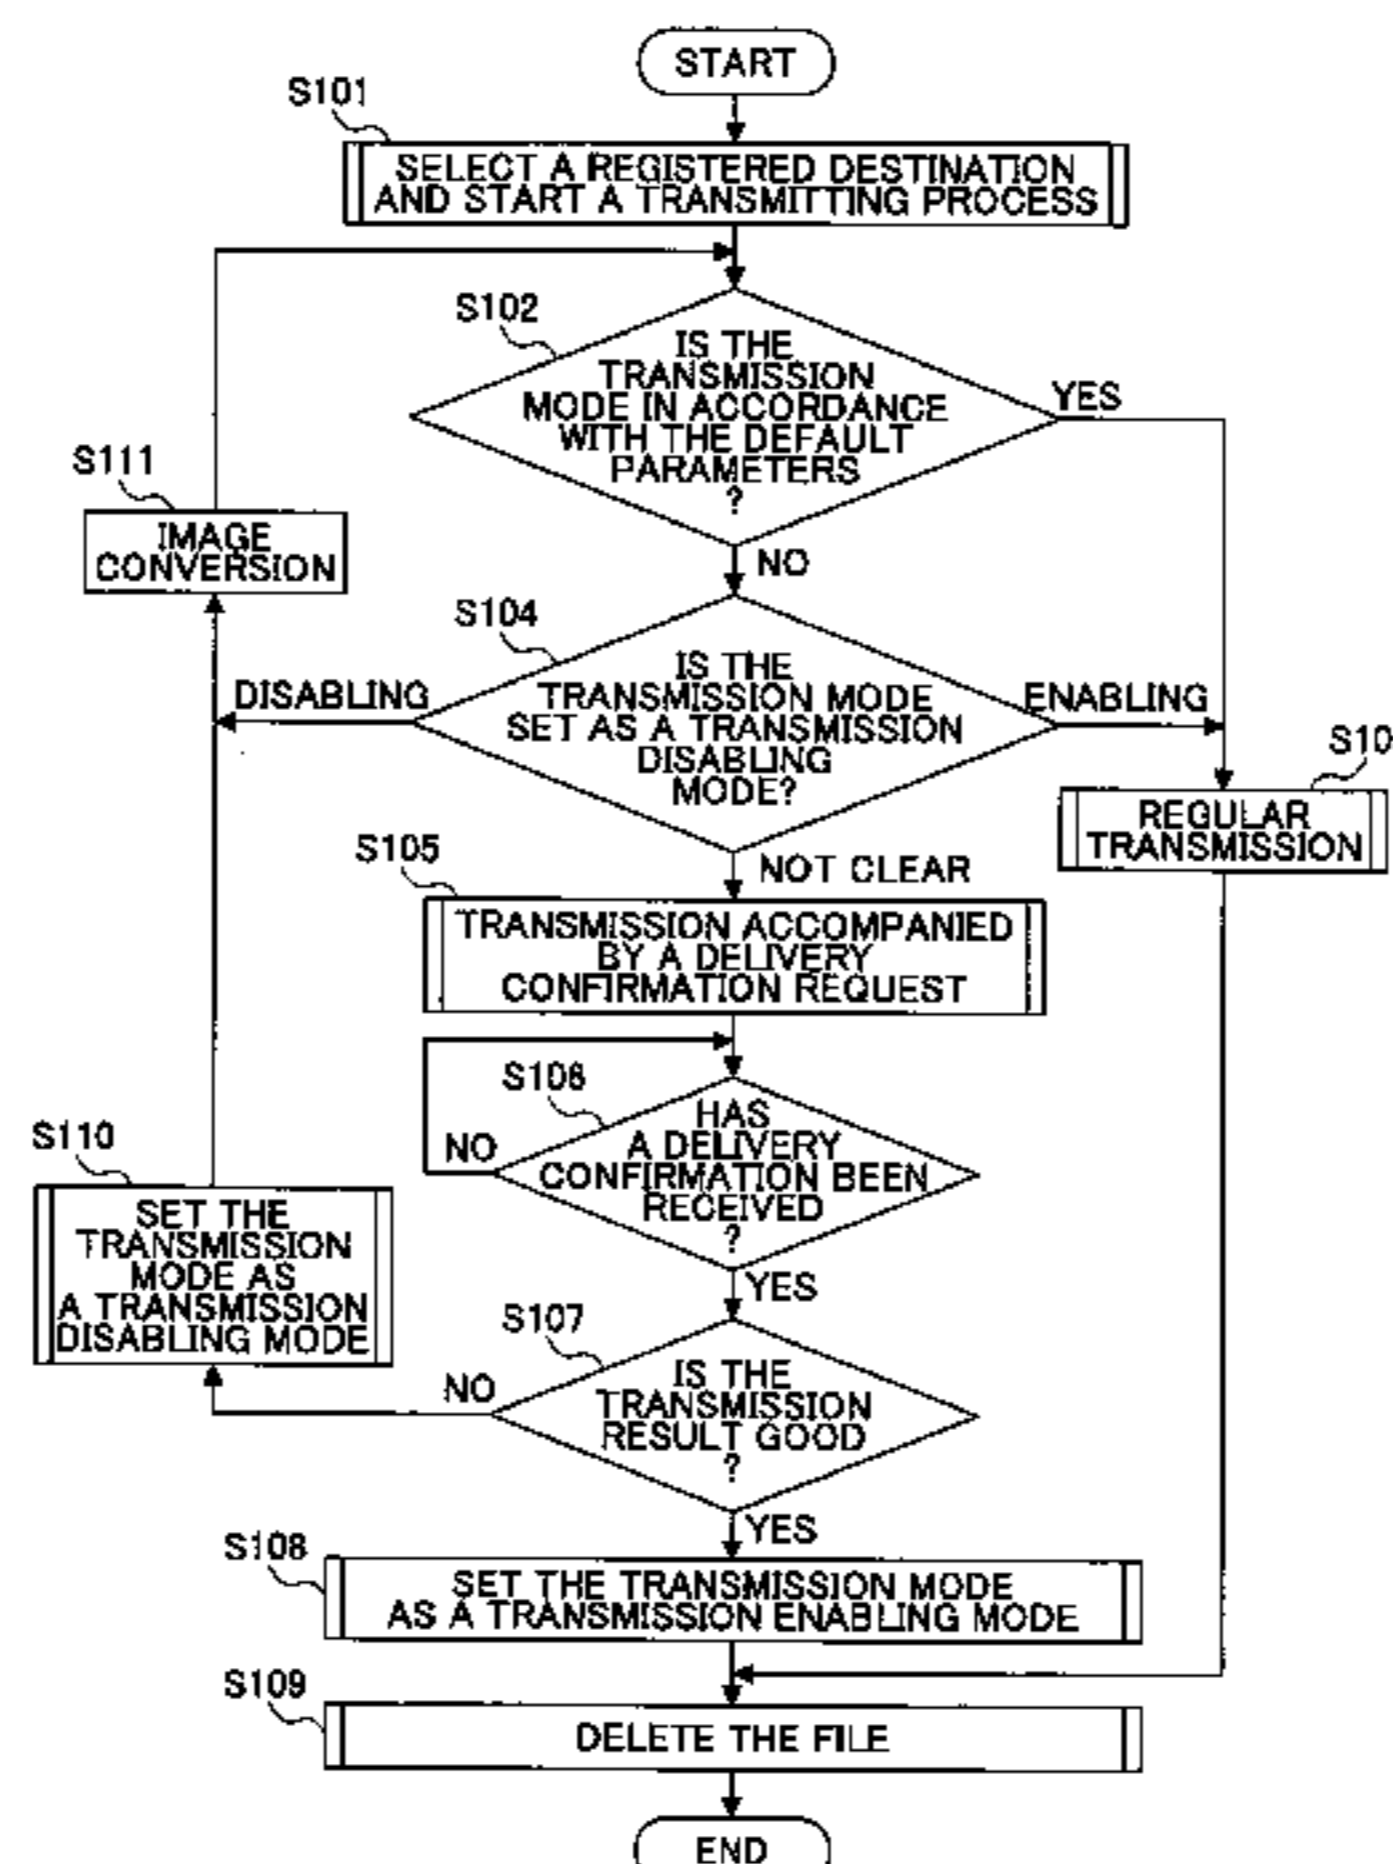 START
S101
SELECT A REGISTERED DESTINATION
AND START A TRANSMITTING PROCESS
S102
IS THE
TRANSMISSION
MODE IN ACCORDANCE
WITH THE DEFAULT
PARAMETERS
?
YES
S111
IMAGE
CONVERSION
NO
S104
IS THE
TRANSMISSION MODE
SET AS A TRANSMISSION
DISABLING
MODE?
DISABLING
ENABLING
S10
REGULAR
TRANSMISSION
NOT CLEAR
S105
TRANSMISSION ACCOMPANIED
BY A DELIVERY
CONFIRMATION REQUEST
S106
HAS
A DELIVERY
CONFIRMATION BEEN
RECEIVED
?
NO
S110
SET THE
TRANSMISSION
MODE AS
A TRANSMISSION
DISABLING MODE
YES
S107
IS THE
TRANSMISSION
RESULT GOOD
?
NO
YES
S108
SET THE TRANSMISSION MODE
AS A TRANSMISSION ENABLING MODE
S109
DELETE THE FILE
END